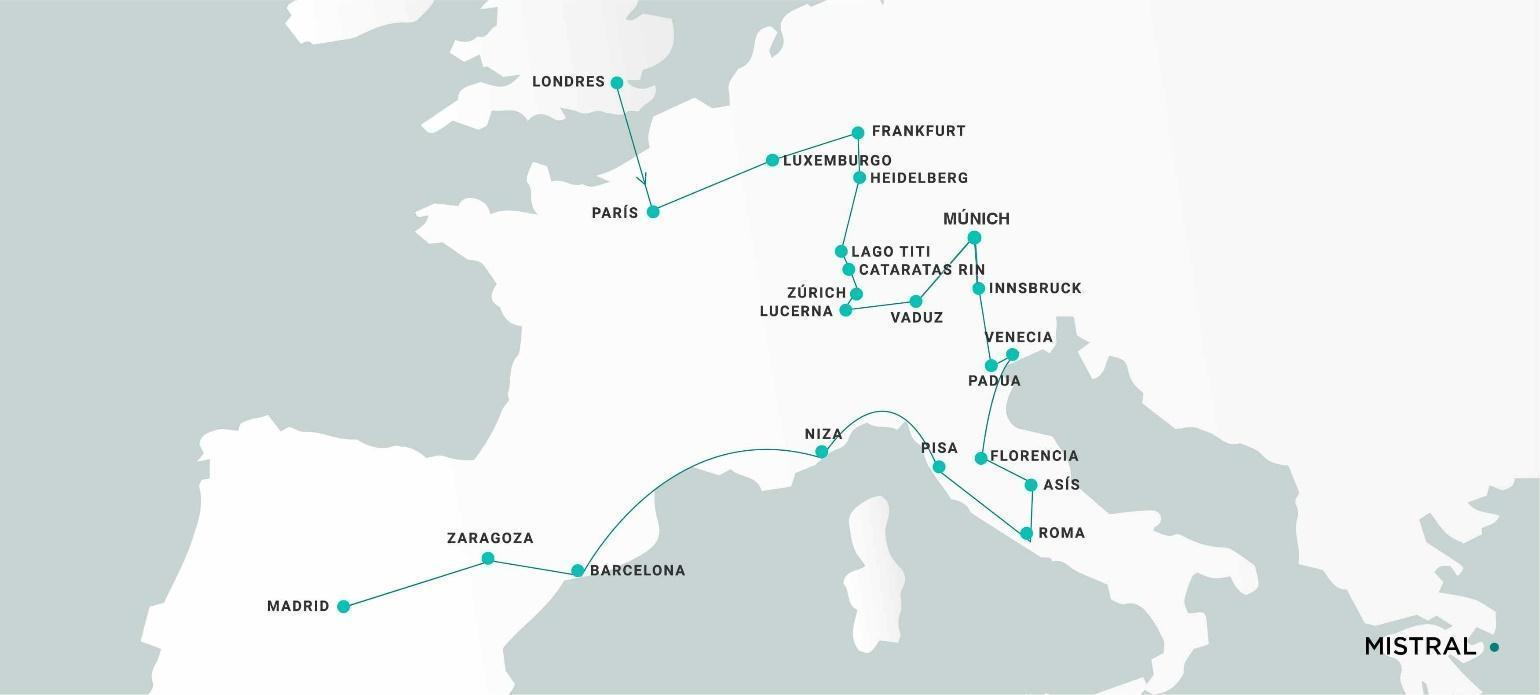 LONDRES
FRANKFURT
LUXEMBURGO
HEIDELBERG
PARÍS
MÚNICH
LAGO TITI
CATARATAS RIN
ZÚRICH
INNSBRUCK
LUCERNA
VADUZ
VENECIA
PADUA
NIZA
PISA
FLORENCIA
ASÍS
ROMA
ZARAGOZA
BARCELONA
MADRID
MISTRAL